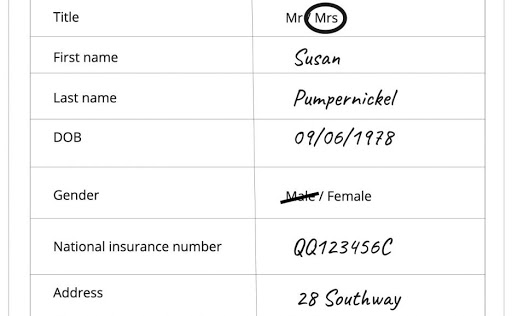 Title Mr / Mrs
First name Susan
Last name Pumpernickel
DOB 09/06/1978
Gender Male / Female
National insurance number QQ123456C
Address 28 Southway